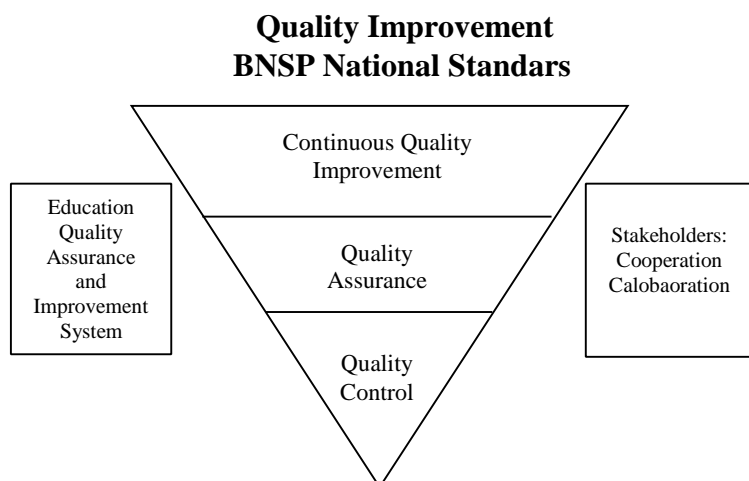 Quality Improvement
BNSP National Standars
Continuous Quality
Improvement
Education
Quality
Assurance
and
Improvement
System
Quality
Assurance
Stakeholders:
Cooperation
Calobaoration
Quality
Control